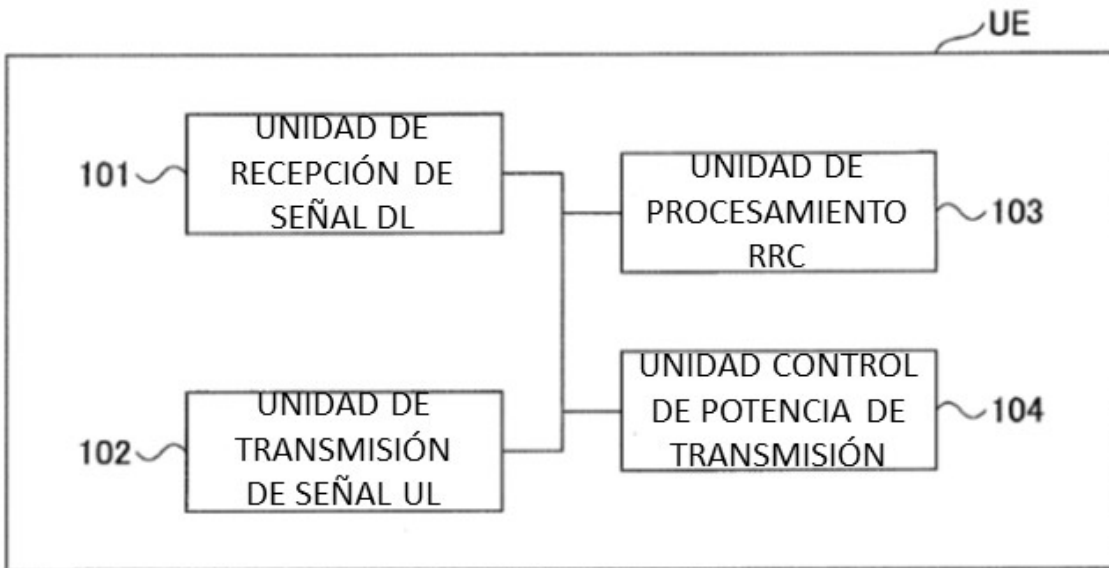 UE
101
UNIDAD DE
RECEPCIÓN DE
SEÑAL DL
UNIDAD DE
PROCESAMIENTO
RRC
103
102
UNIDAD DE
TRANSMISIÓN
DE SEÑAL UL
UNIDAD CONTROL
DE POTENCIA DE
TRANSMISIÓN
104